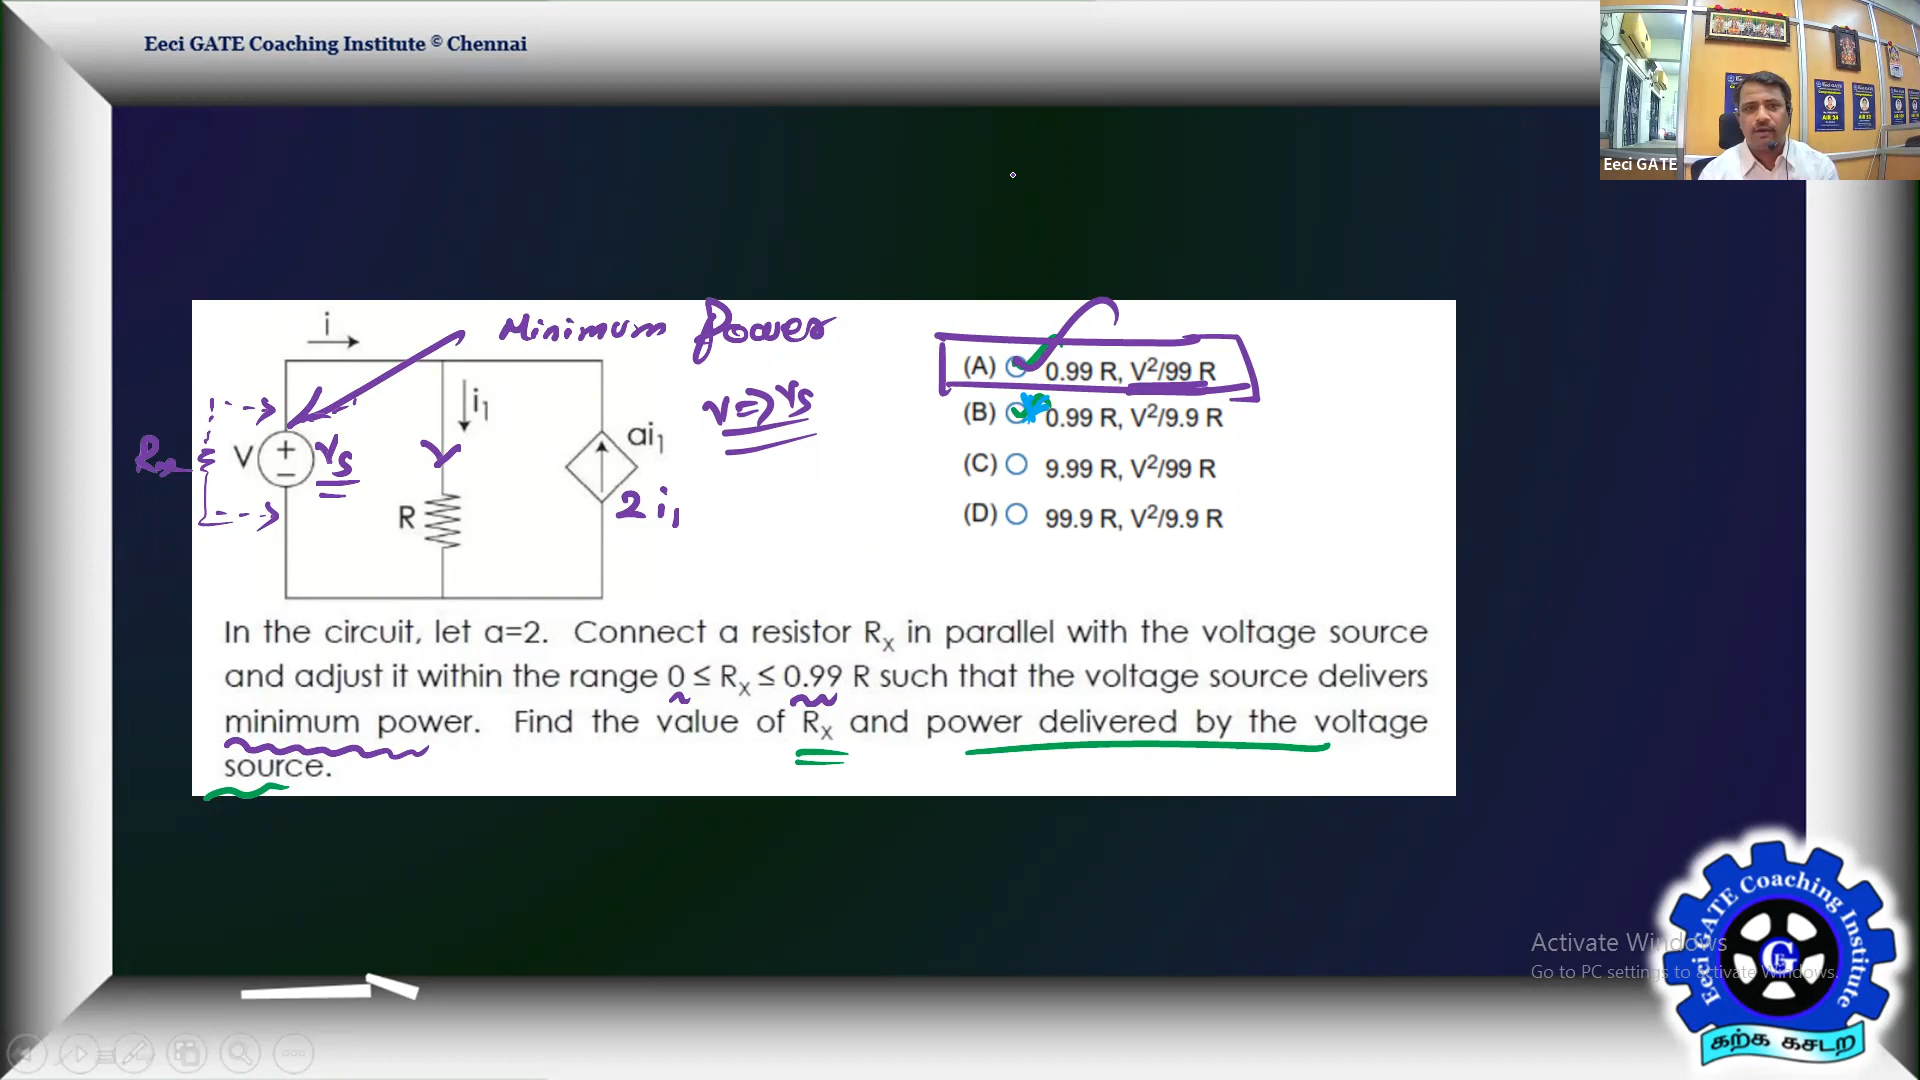 Eeci GATE Coaching Institute © Chennai
Eeci GATE
i
Minimum Power
i1
V => Vs
Rx
V
Vs
V
ai1
R
2 i1
(A) 0.99 R, V²/99 R
(B) 0.99 R, V²/9.9 R
(C) 9.99 R, V²/99 R
(D) 99.9 R, V²/9.9 R
In the circuit, let a=2. Connect a resistor Rx in parallel with the voltage source
and adjust it within the range 0 ≤ Rx ≤ 0.99 R such that the voltage source delivers
minimum power. Find the value of Rx and power delivered by the voltage
source.
Activate Windows
Go to PC settings to activate Windows.
Eeci GATE Coaching Institute
கற்க கசடற